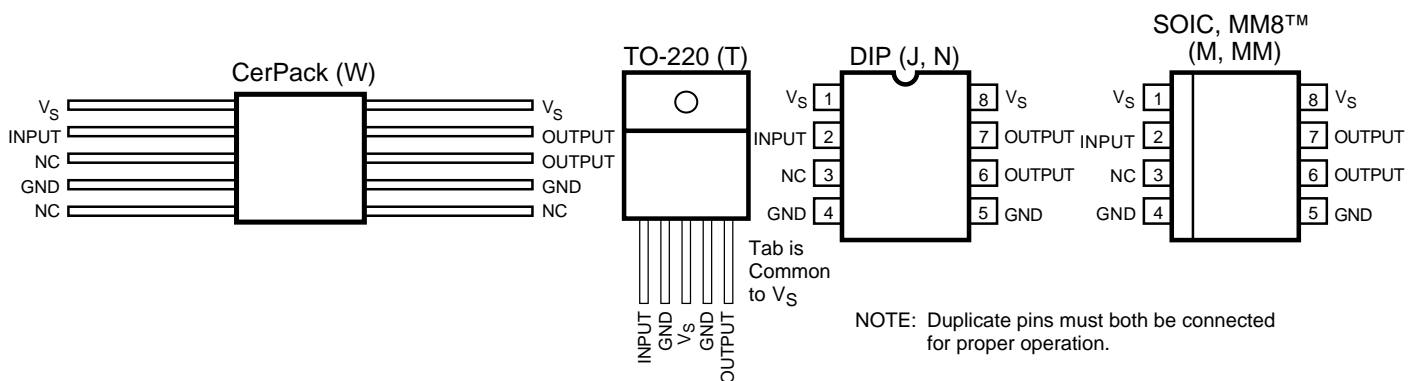 CerPack (W)
VS
INPUT
NC
GND
NC
VS
OUTPUT
OUTPUT
GND
NC
TO-220 (T)
INPUT
GND
VS
GND
OUTPUT
Tab is
Common
to VS
DIP (J, N)
VS 1
INPUT 2
NC 3
GND 4
8 VS
7 OUTPUT
6 OUTPUT
5 GND
SOIC, MM8™
(M, MM)
VS 1
INPUT 2
NC 3
GND 4
8 VS
7 OUTPUT
6 OUTPUT
5 GND
NOTE: Duplicate pins must both be connected
for proper operation.